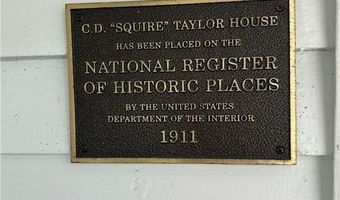 C.D. "SQUIRE" TAYLOR HOUSE
HAS BEEN PLACED ON THE
NATIONAL REGISTER
OF HISTORIC PLACES
BY THE UNITED STATES
DEPARTMENT OF THE INTERIOR
1911